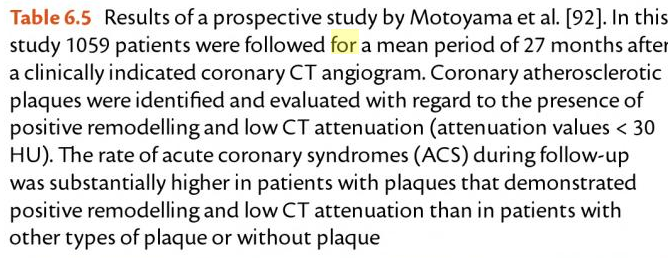 Table 6.5 Results of a prospective study by Motoyama et al. [92]. In this
study 1059 patients were followed for a mean period of 27 months after
a clinically indicated coronary CT angiogram. Coronary atherosclerotic
plaques were identified and evaluated with regard to the presence of
positive remodelling and low CT attenuation (attenuation values < 30
HU). The rate of acute coronary syndromes (ACS) during follow-up
was substantially higher in patients with plaques that demonstrated
positive remodelling and low CT attenuation than in patients with
other types of plaque or without plaque